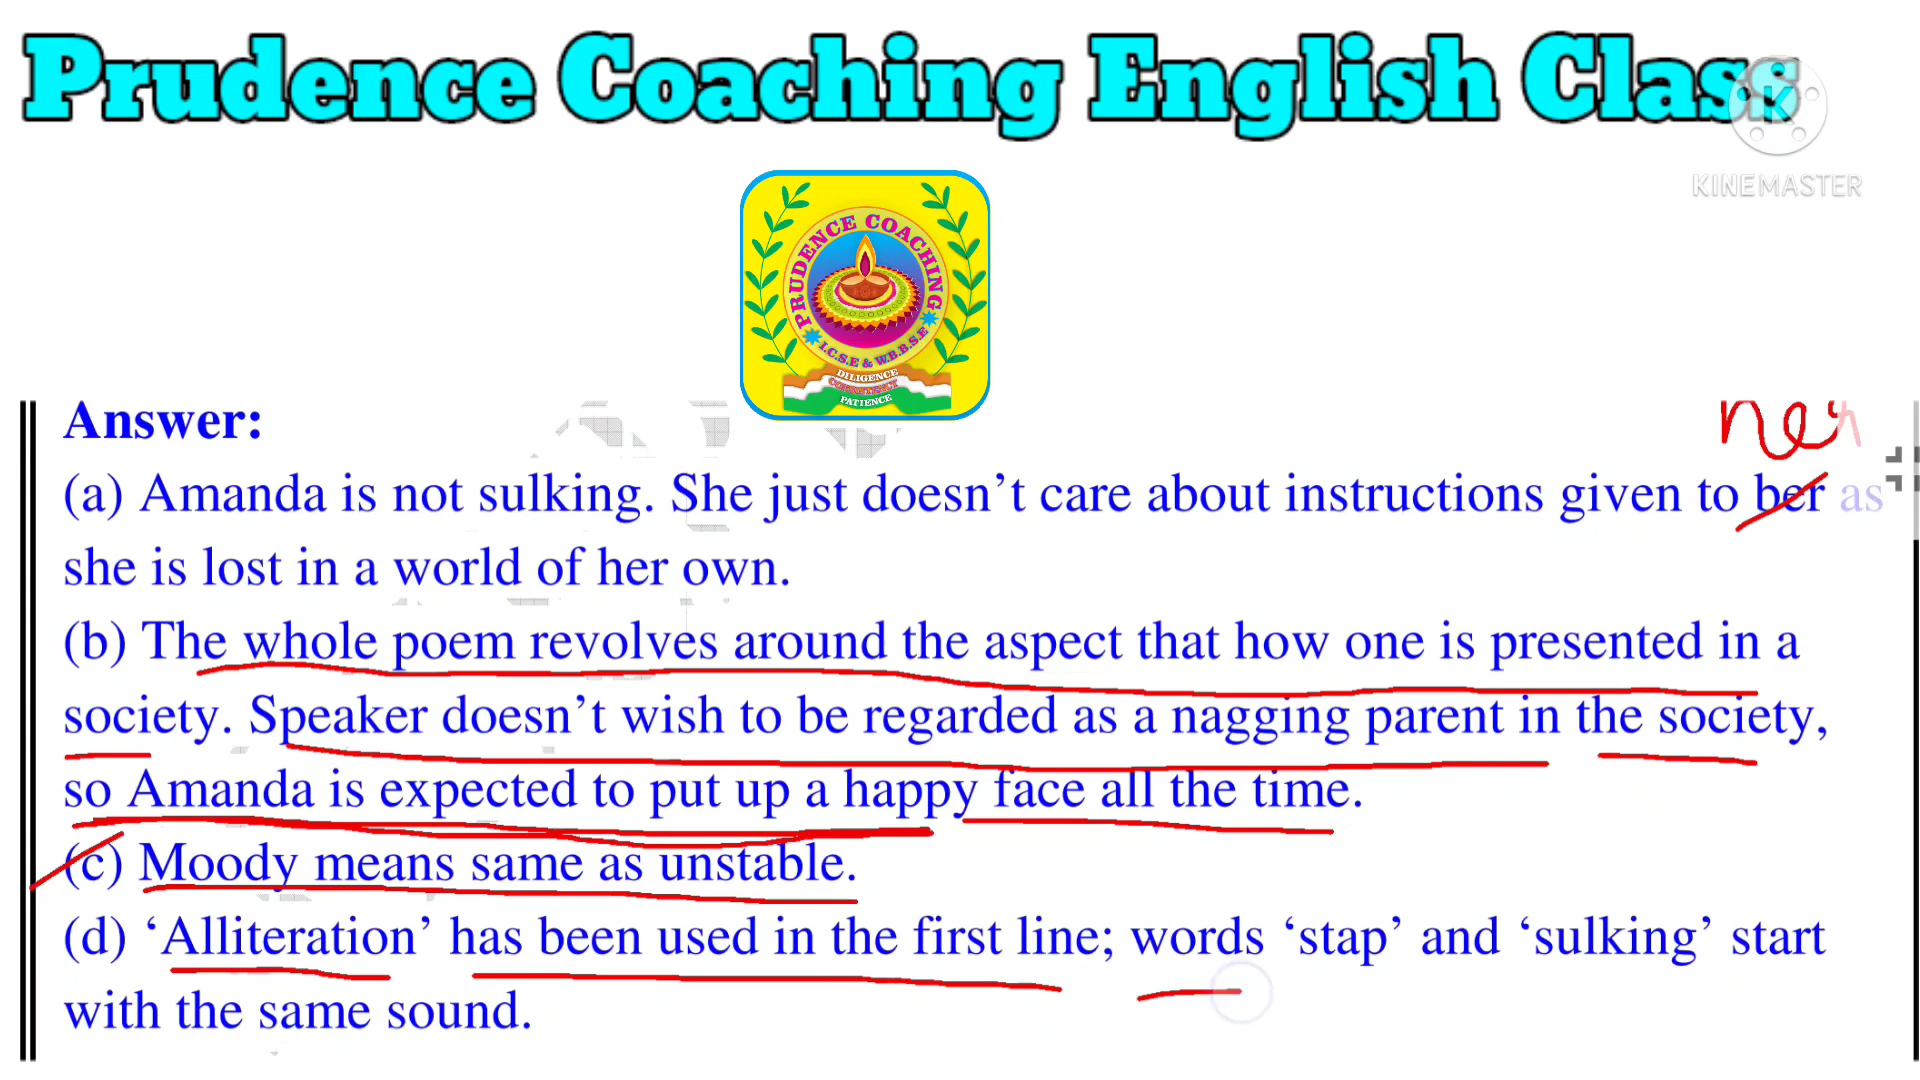 Prudence Coaching English Class
KINEMASTER
PRUDENCE COACHING
I.C.S.E & W.B.B.S.E
DILIGENCE
PATIENCE
Answer:
(a) Amanda is not sulking. She just doesn’t care about instructions given to ber as
she is lost in a world of her own.
(b) The whole poem revolves around the aspect that how one is presented in a
society. Speaker doesn’t wish to be regarded as a nagging parent in the society,
so Amanda is expected to put up a happy face all the time.
(c) Moody means same as unstable.
(d) ‘Alliteration’ has been used in the first line; words ‘stap’ and ‘sulking’ start
with the same sound.